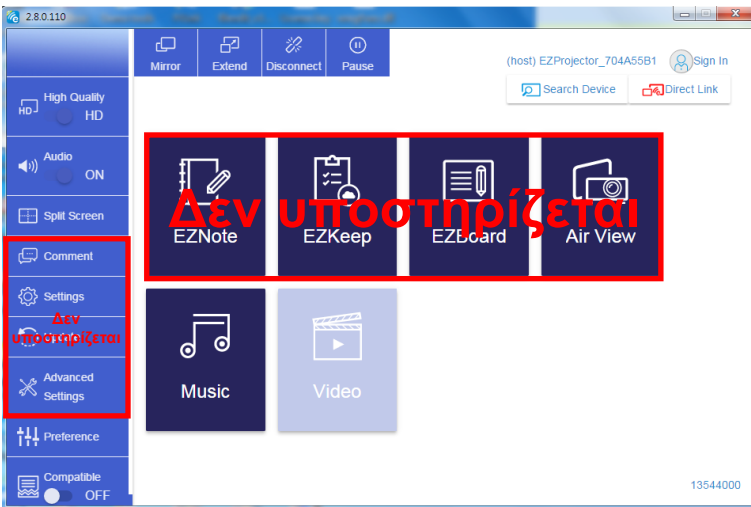 2.8.0.110
Mirror
Extend
Disconnect
Pause
(host) EZProjector_704A55B1
Sign In
Search Device
Direct Link
High Quality
HD
HD
Audio
ON
Split Screen
Comment
Settings
Update
Advanced
Settings
Preference
Compatible
OFF
Δεν
υποστηρίζεται
Δεν υποστηρίζεται
EZNote
EZKeep
EZBoard
Air View
Music
Video
13544000